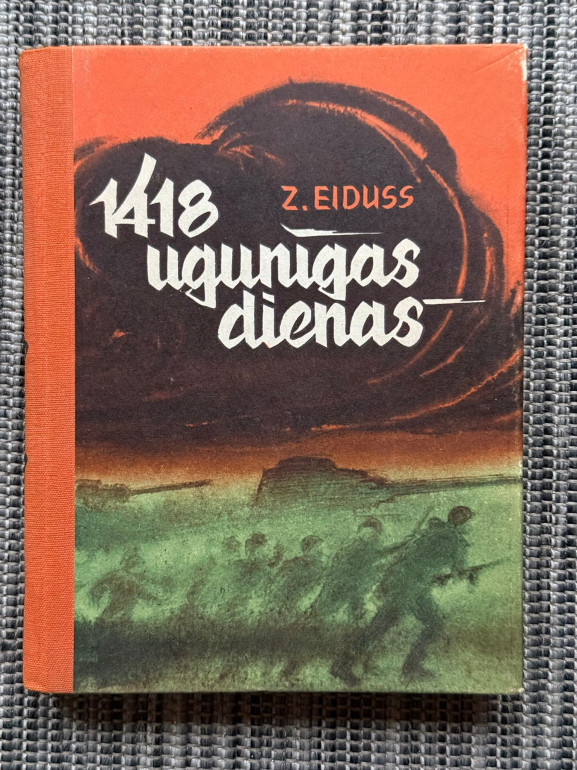 Z. EIDUSS
1418
ugunīgas
dienas